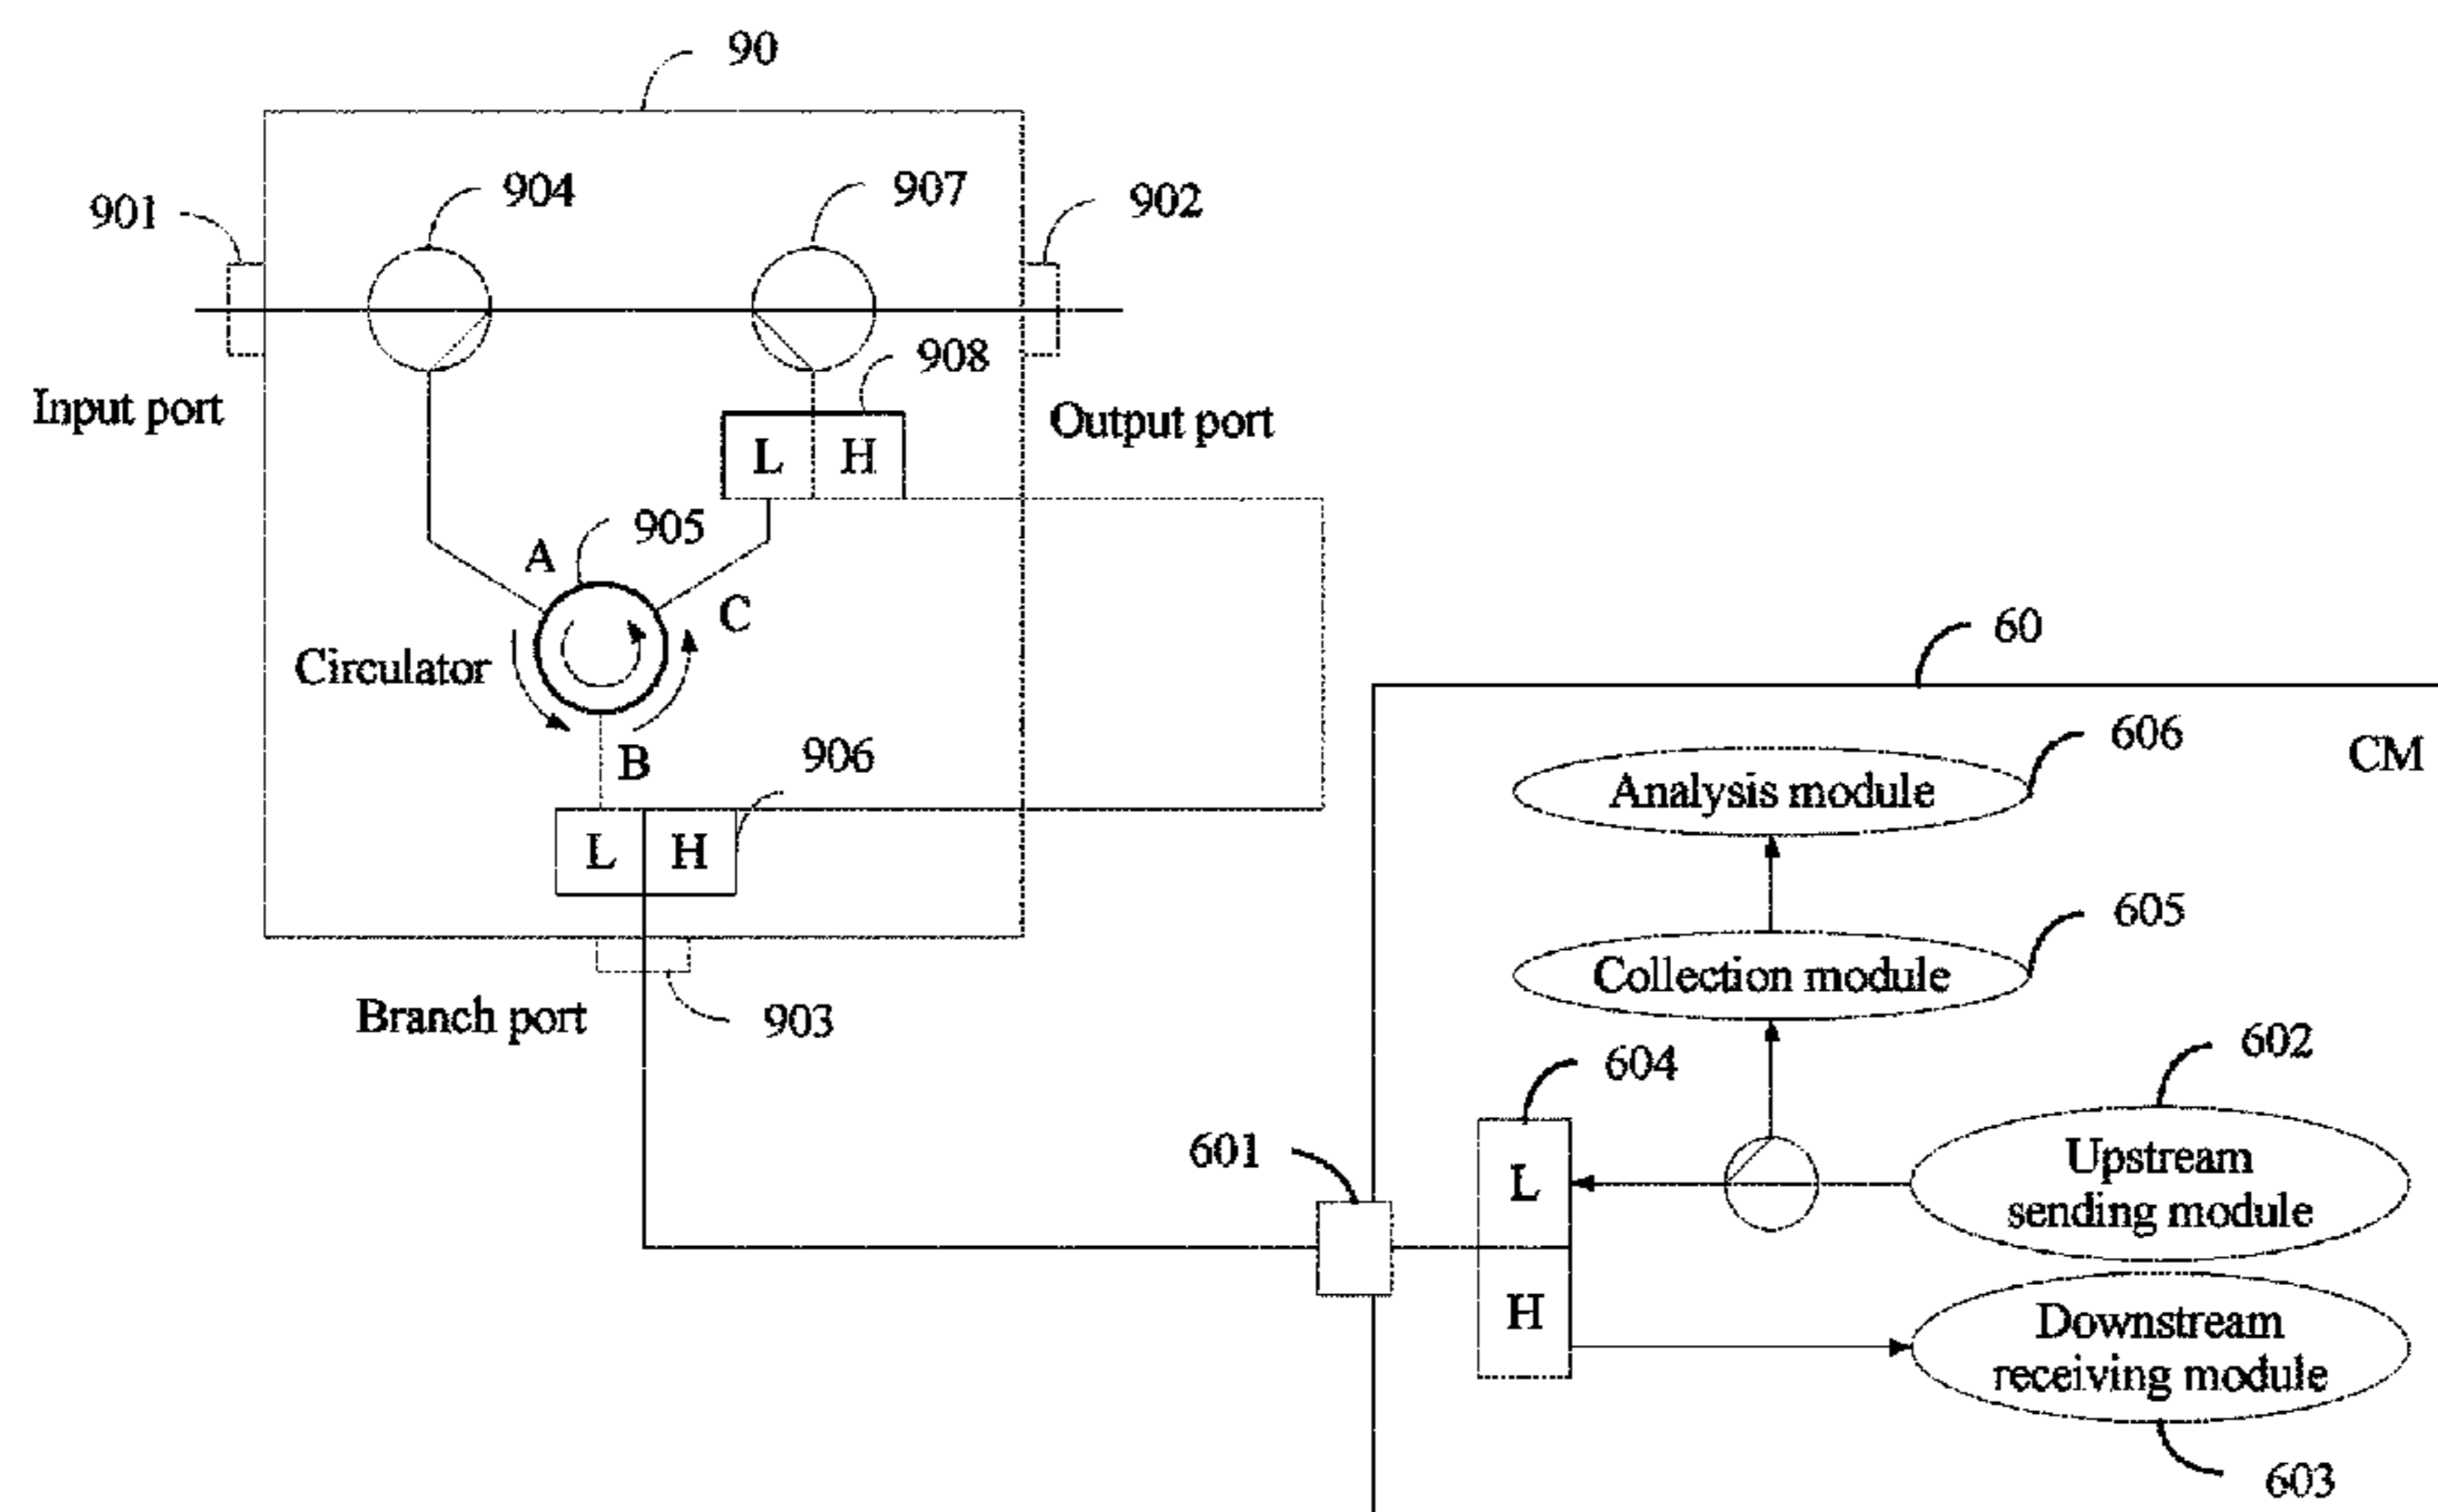 90
901
904
907
902
908
Input port
Output port
L H
905
A
C
Circulator
B
906
L H
Branch port
903
60
CM
606
Analysis module
605
Collection module
604
602
601
L
Upstream
sending module
H
Downstream
receiving module
603